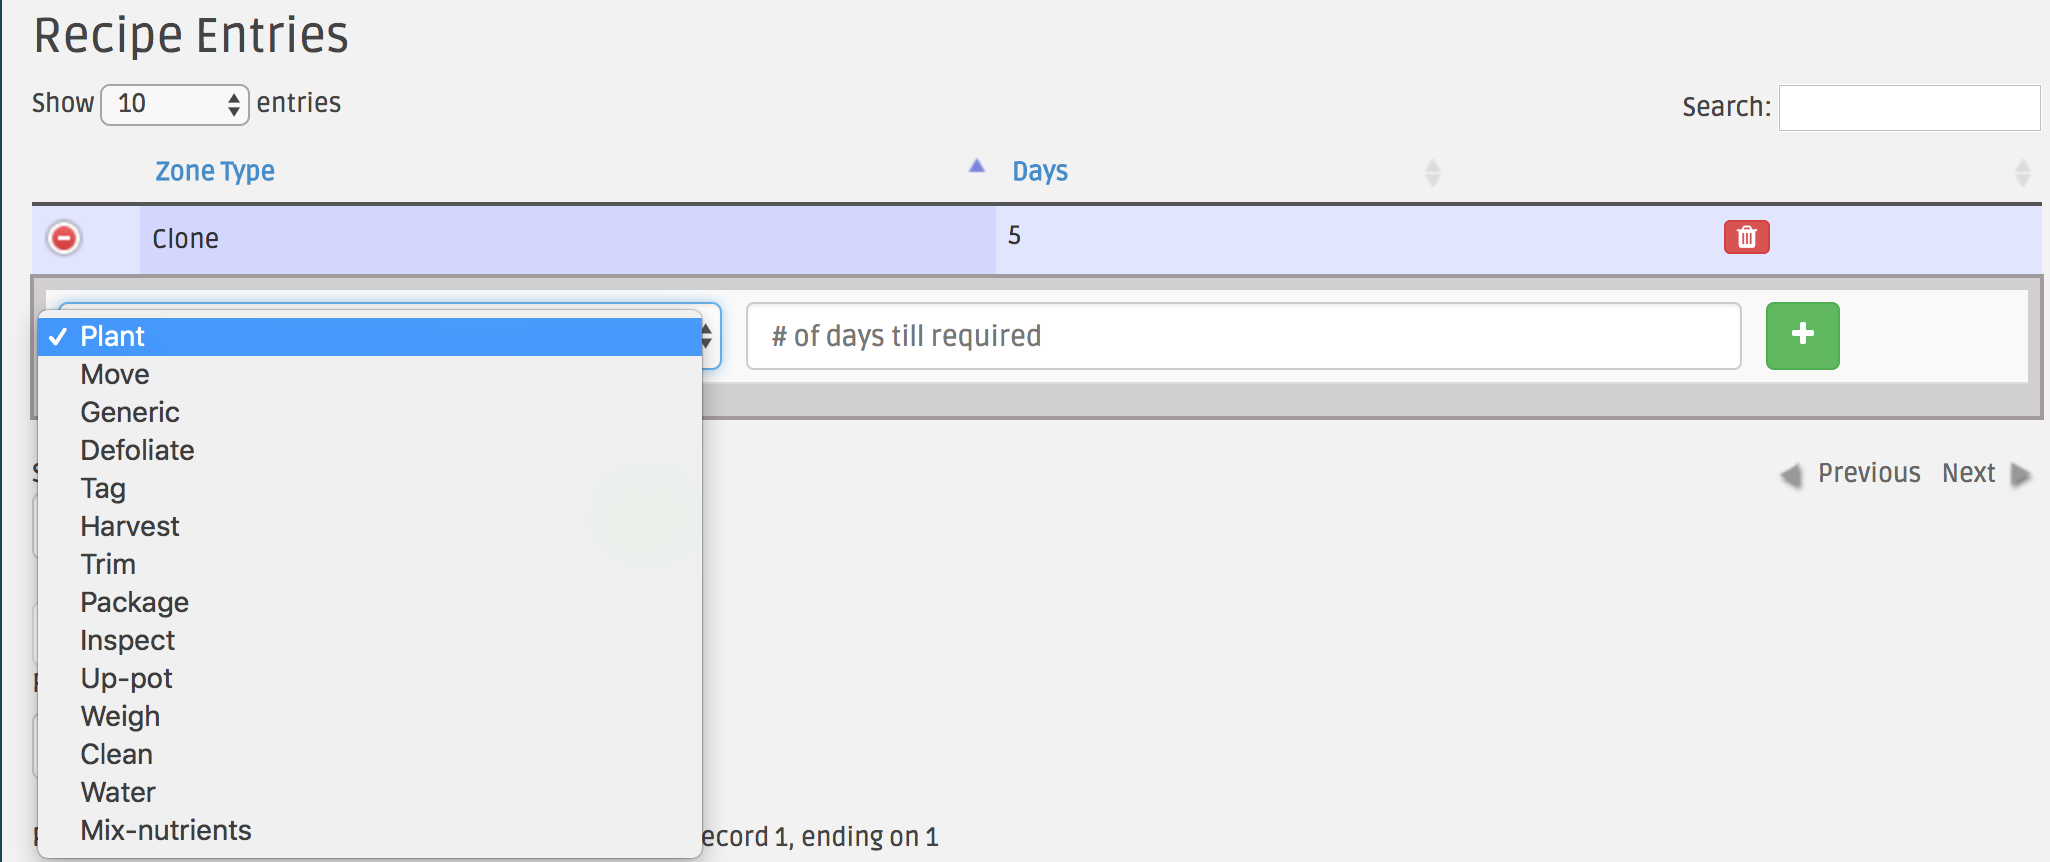 Recipe Entries
Show 10 entries
Search:
Zone Type Days
Clone 5
# of days till required
Plant
Move
Generic
Defoliate
Tag
Harvest
Trim
Package
Inspect
Up-pot
Weigh
Clean
Water
Mix-nutrients
Previous Next
ecord 1, ending on 1